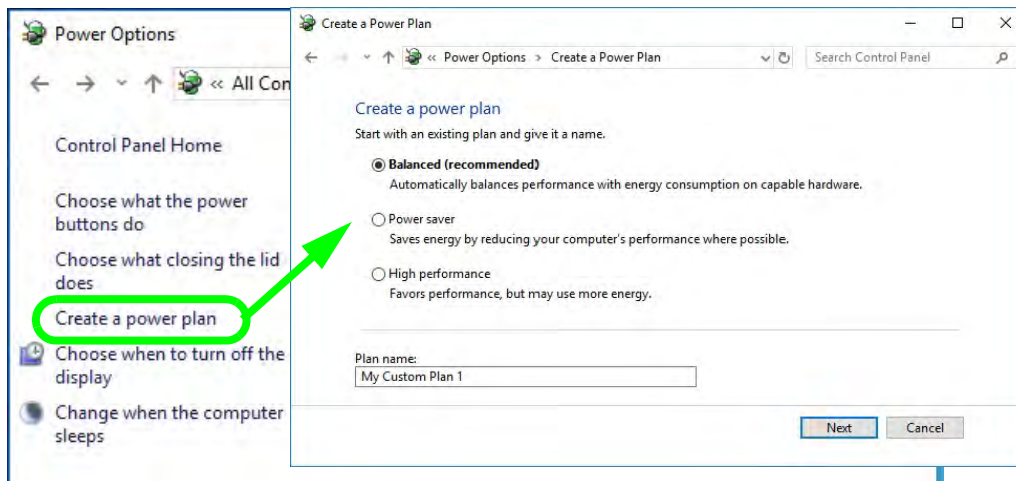 Power Options
« All Con
Control Panel Home
Choose what the power
buttons do
Choose what closing the lid
does
Create a power plan
Choose when to turn off the
display
Change when the computer
sleeps
Create a Power Plan
« Power Options > Create a Power Plan
Search Control Panel
Create a power plan
Start with an existing plan and give it a name.
Balanced (recommended)
Automatically balances performance with energy consumption on capable hardware.
Power saver
Saves energy by reducing your computer's performance where possible.
High performance
Favors performance, but may use more energy.
Plan name:
My Custom Plan 1
Next Cancel